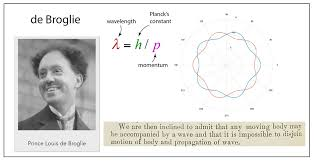 de Broglie
Planck's
constant
wavelength
λ = h / p
momentum
Prince Louis de Broglie
We are then inclined to admit that any moving body may
be accompanied by a wave and that it is impossible to disjoin
motion of body and propagation of wave.